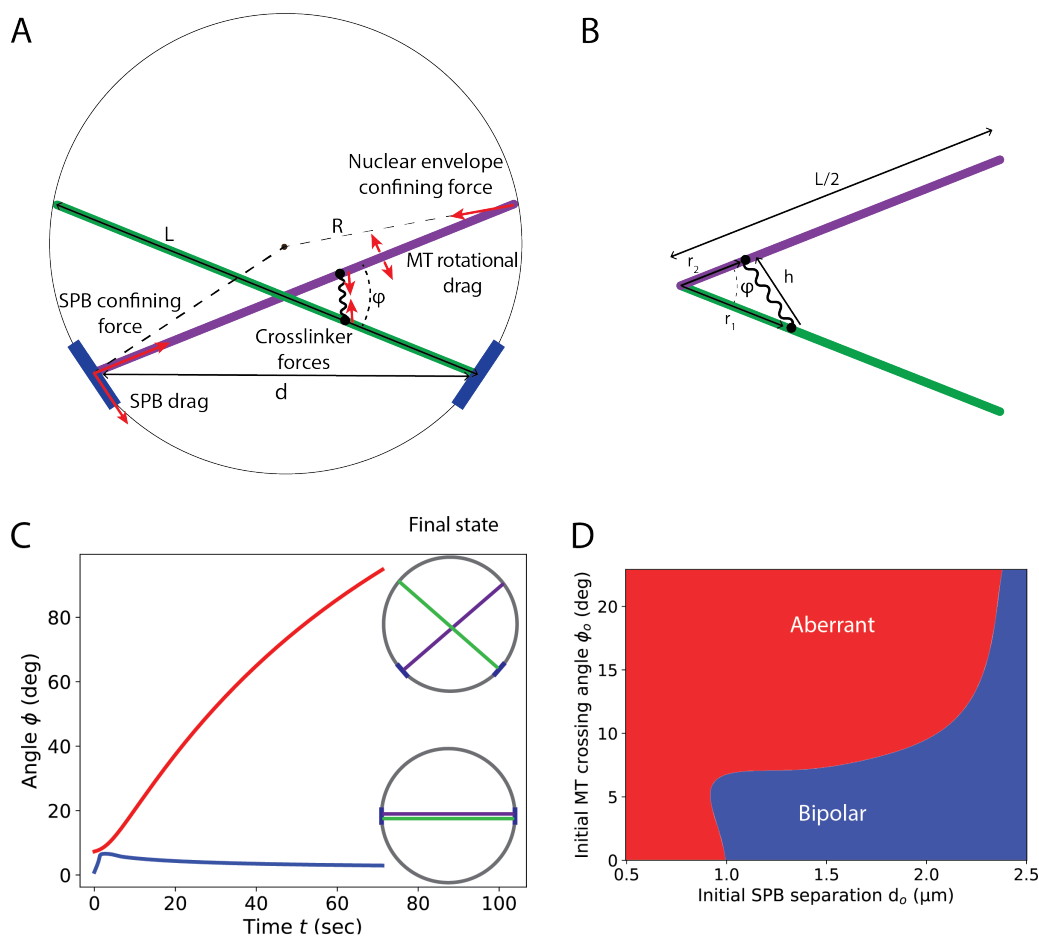 A
Nuclear envelope
confining force
L
R
MT rotational
drag
SPB confining
force
φ
Crosslinker
forces
d
SPB drag
B
L/2
r2
φ
h
r1
C
Final state
Angle ϕ (deg)
80
60
40
20
0
0 20 40 60 80 100
Time t (sec)
D
Initial MT crossing angle ϕo (deg)
20
15
10
5
0
Aberrant
Bipolar
0.5 1.0 1.5 2.0 2.5
Initial SPB separation do (μm)